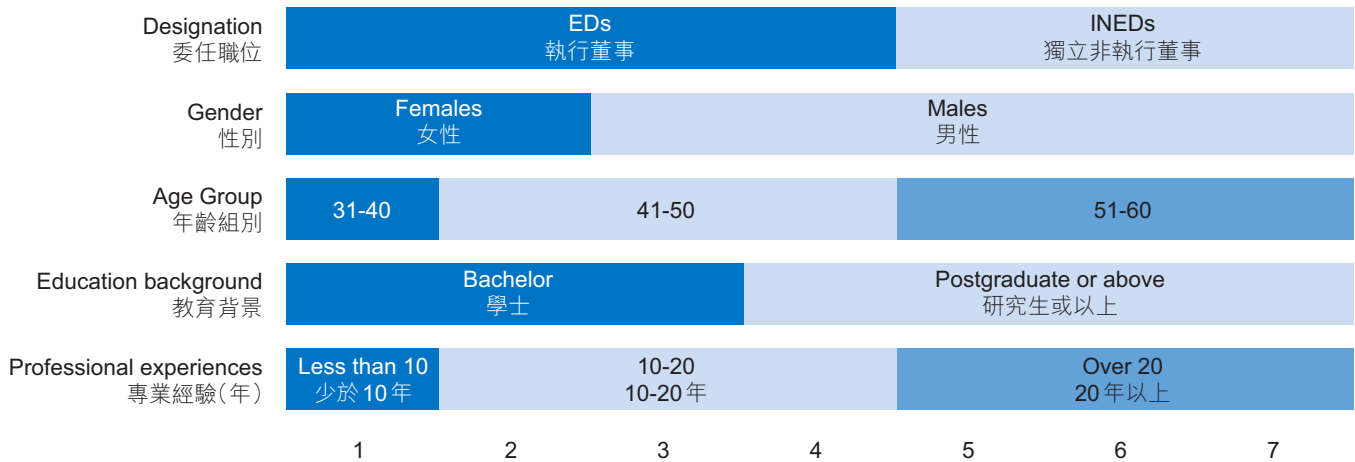 Designation
委任職位
EDs
執行董事
INEDs
獨立非執行董事
Gender
性別
Females
女性
Males
男性
Age Group
年齡組別
31-40
41-50
51-60
Education background
教育背景
Bachelor
學士
Postgraduate or above
研究生或以上
Professional experiences
專業經驗(年)
Less than 10
少於10年
10-20
10-20年
Over 20
20年以上
1 2 3 4 5 6 7